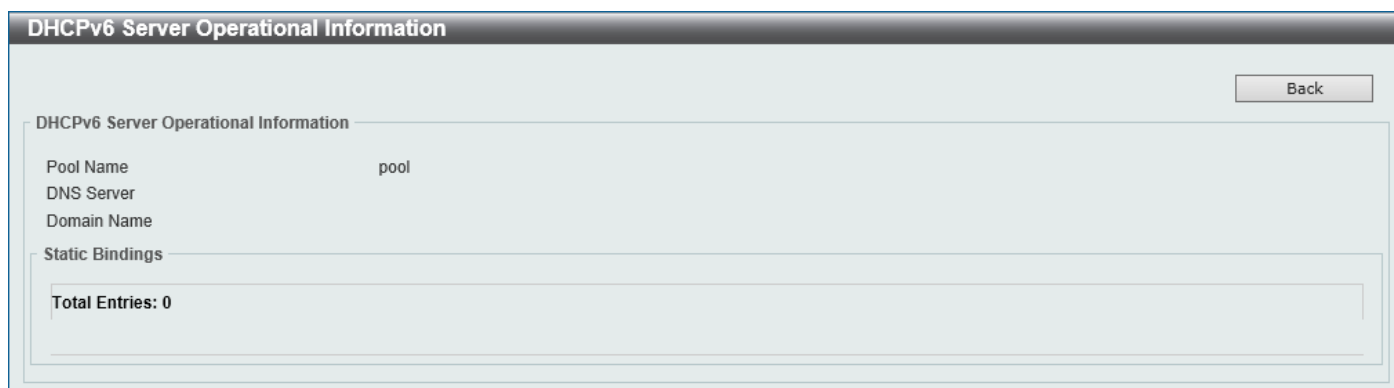 DHCPv6 Server Operational Information
Back
DHCPv6 Server Operational Information
Pool Name pool
DNS Server
Domain Name
Static Bindings
Total Entries: 0